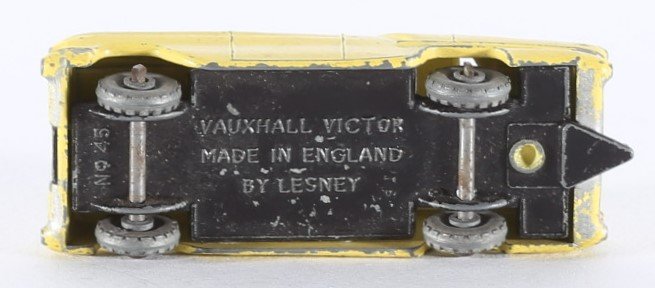 VAUXHALL VICTOR
MADE IN ENGLAND
BY LESNEY
No 45